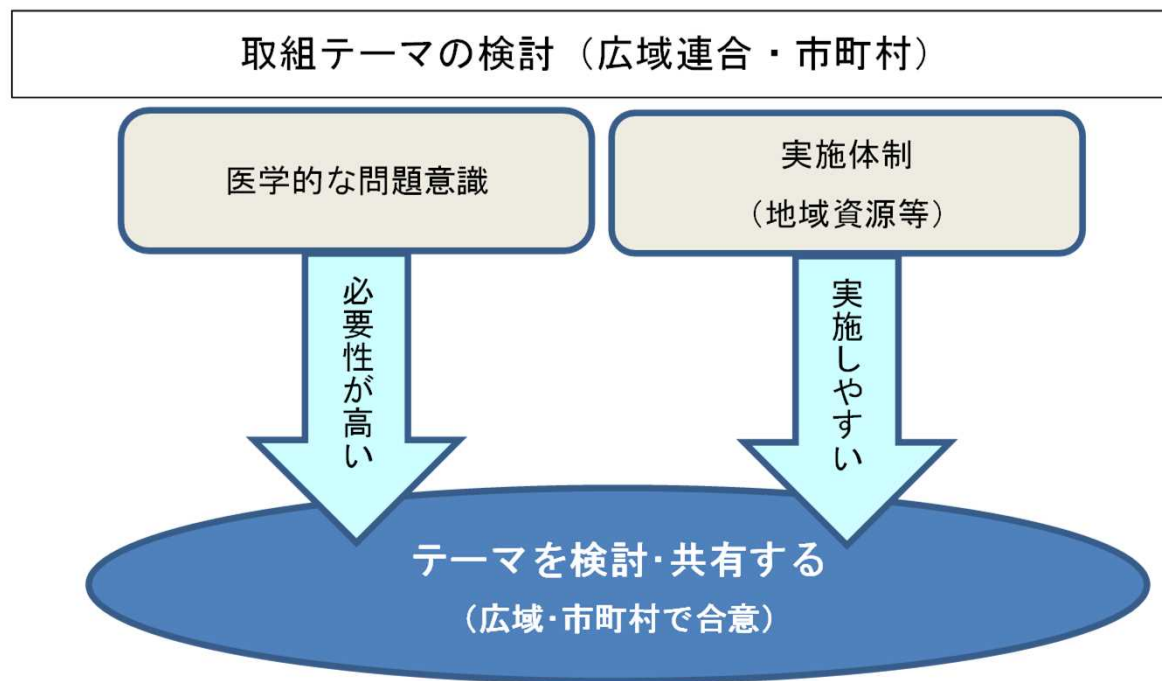 取組テーマの検討（広域連合・市町村）
医学的な問題意識
実施体制
（地域資源等）
必要性が高い
実施しやすい
テーマを検討・共有する
（広域・市町村で合意）